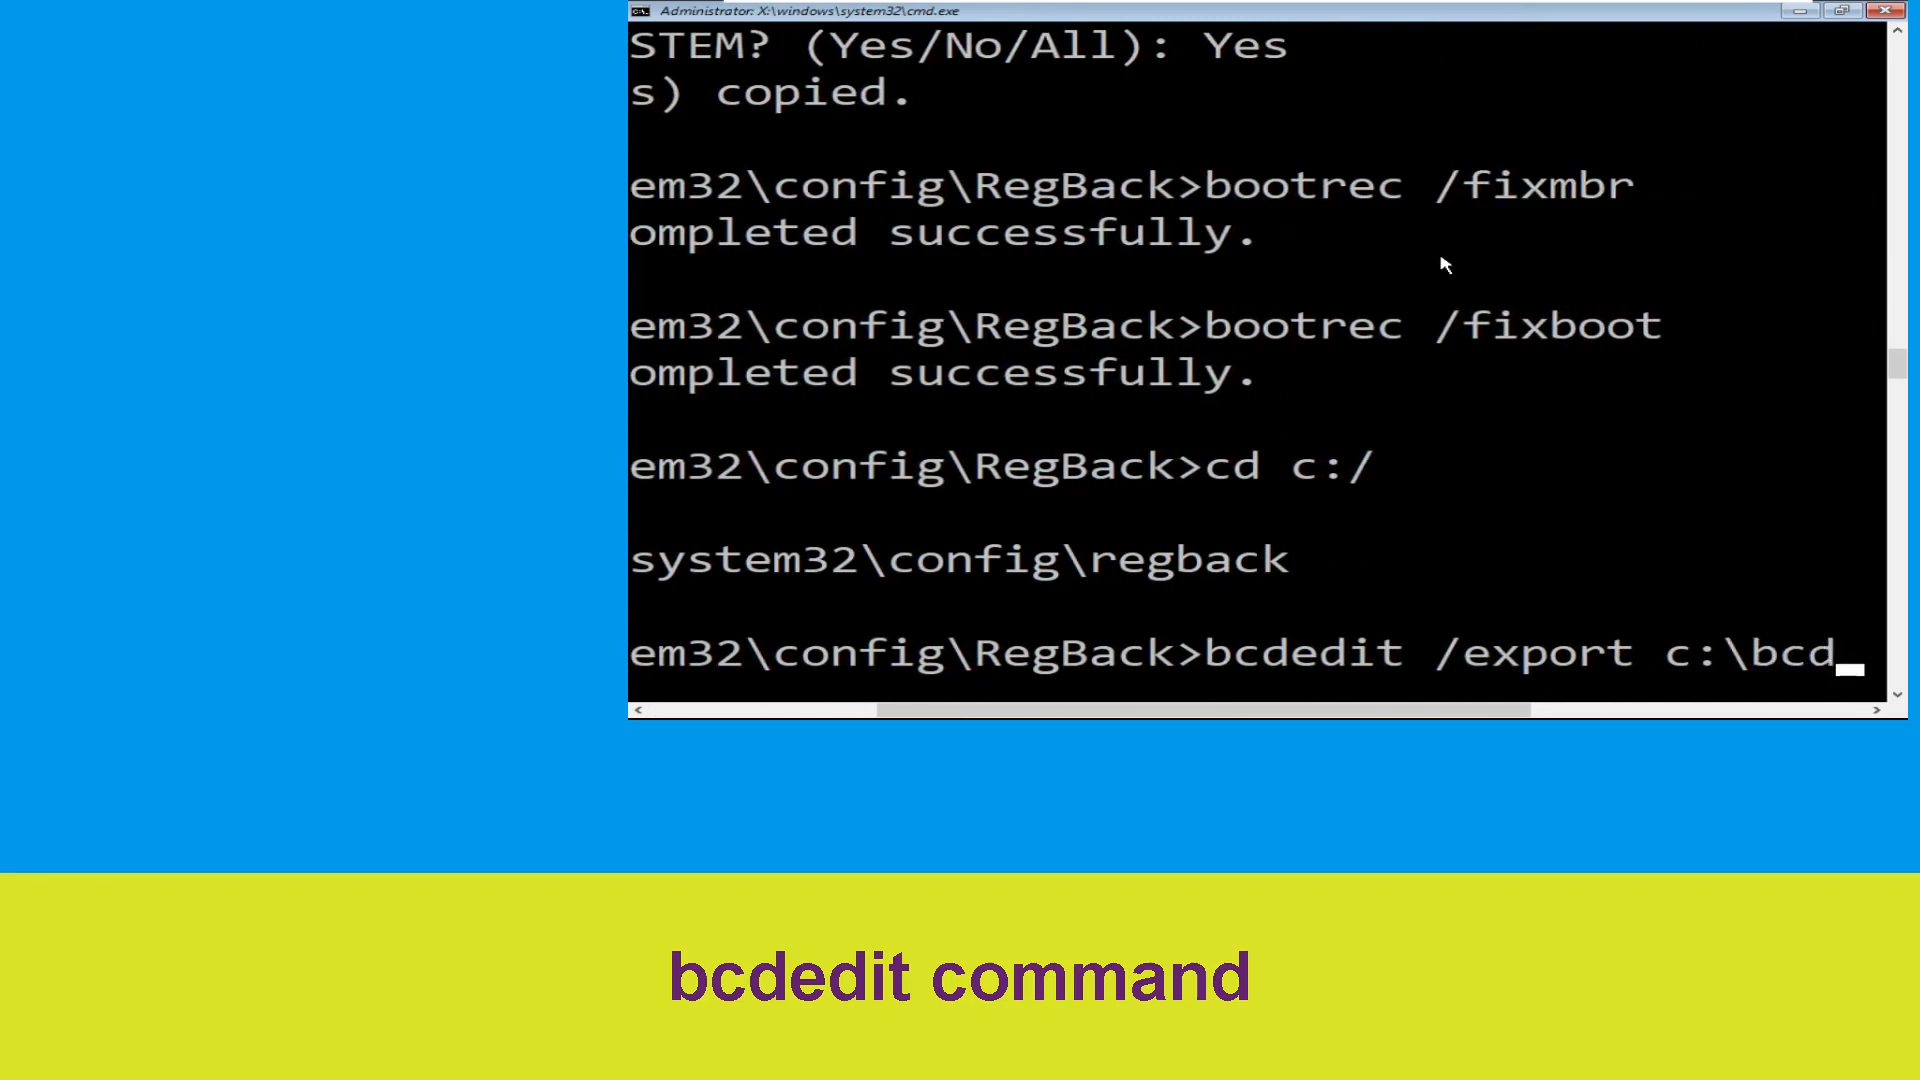 Administrator: X:\windows\system32\cmd.exe
STEM? (Yes/No/All): Yes
s) copied.
em32\config\RegBack>bootrec /fixmbr
ompleted successfully.
em32\config\RegBack>bootrec /fixboot
ompleted successfully.
em32\config\RegBack>cd c:/
system32\config\regback
em32\config\RegBack>bcdedit /export c:\bcd
bcdedit command